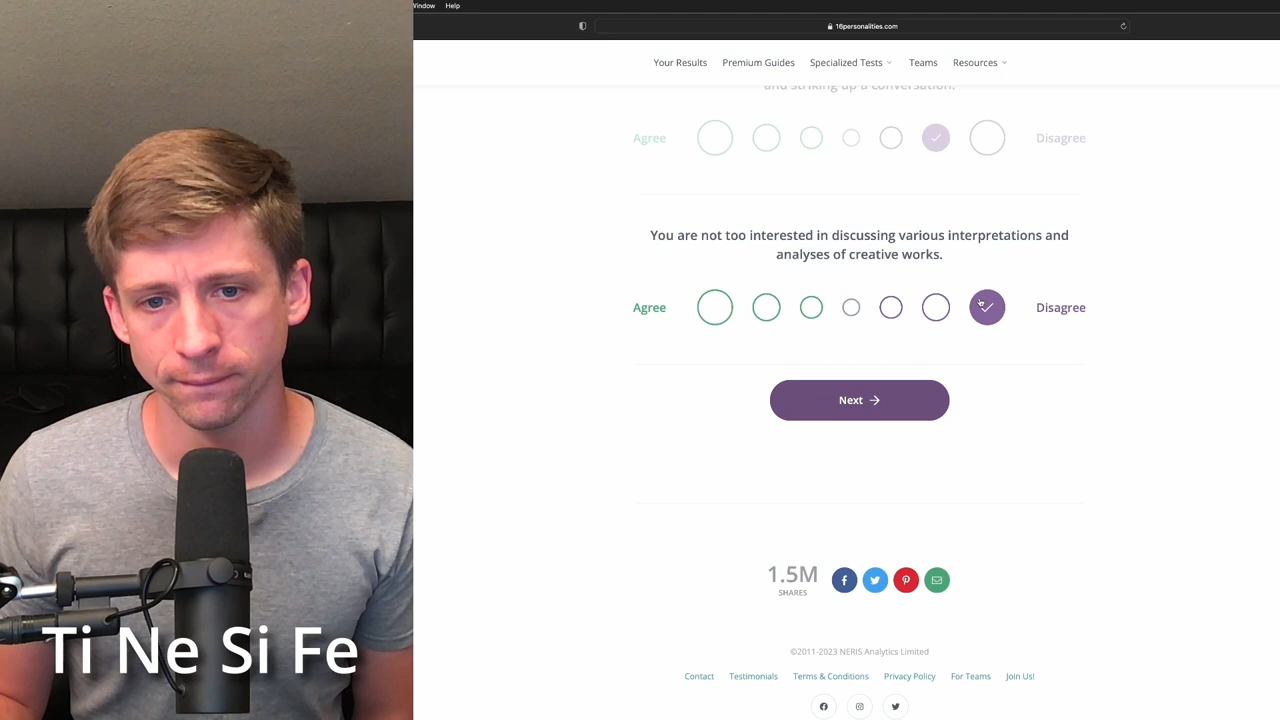 Window Help
16personalities.com
Your Results Premium Guides Specialized Tests Teams Resources
and striking up a conversation.
Agree Disagree
You are not too interested in discussing various interpretations and
analyses of creative works.
Agree Disagree
Next
1.5M
SHARES
©2011-2023 NERIS Analytics Limited
Contact Testimonials Terms & Conditions Privacy Policy For Teams Join Us!
Ti Ne Si Fe